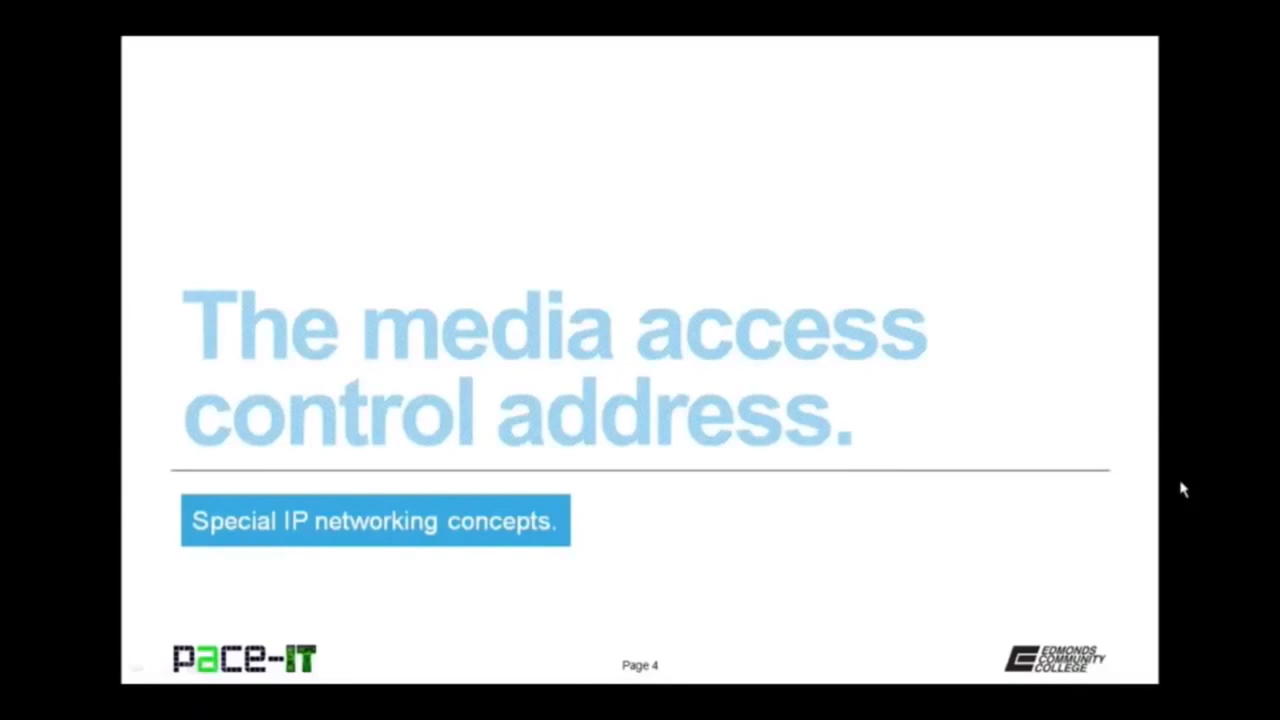 The media access
control address.
Special IP networking concepts.
pace-IT
Page 4
EDMONDS
COMMUNITY
COLLEGE